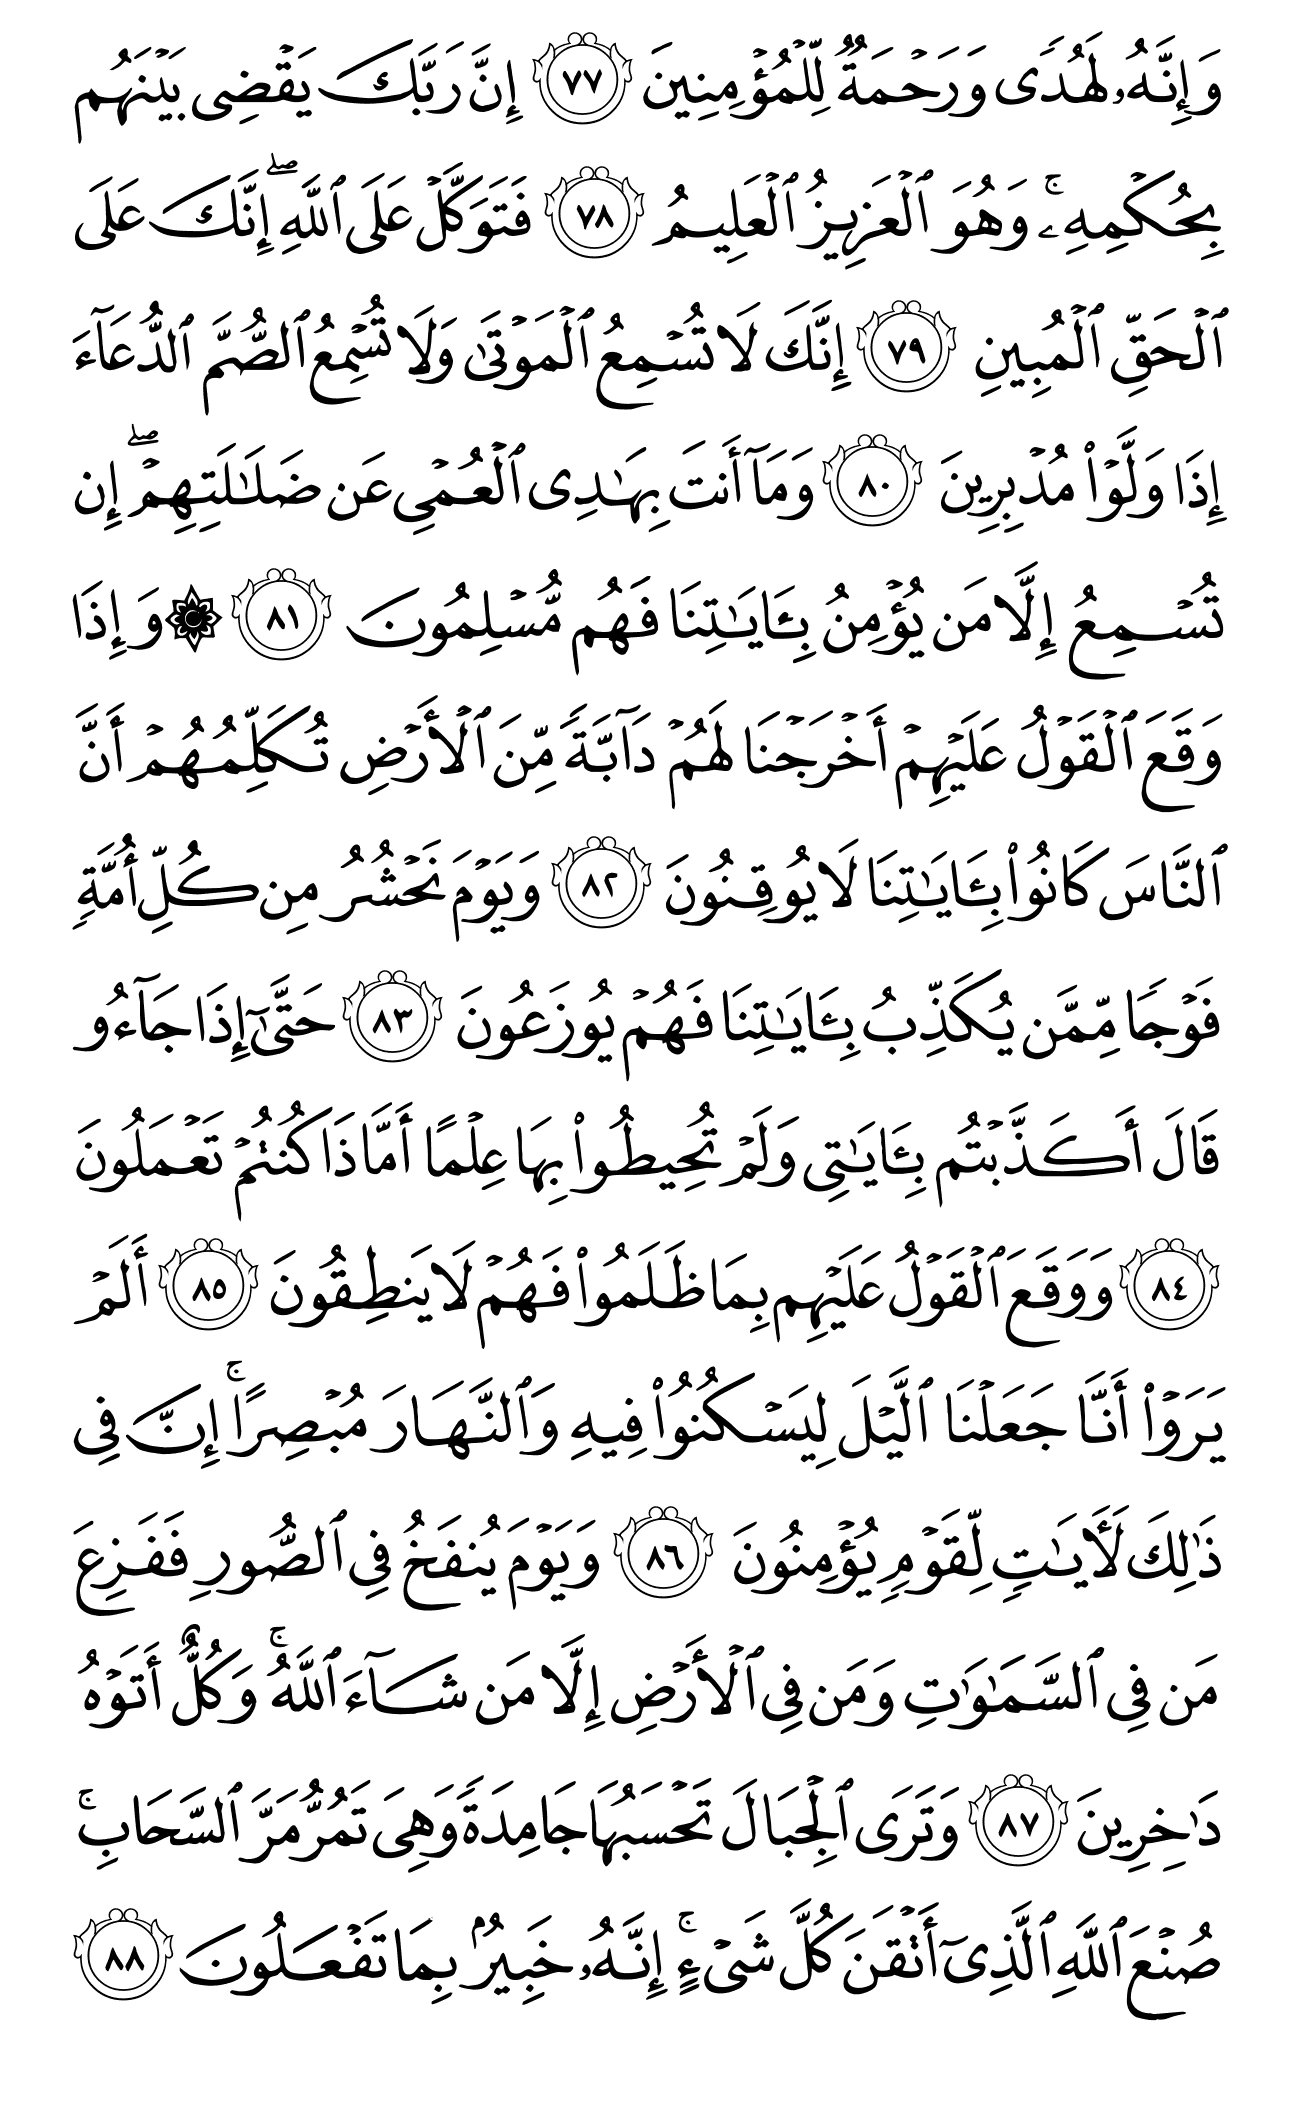 وَإِنَّهُۥ لَهُدٗى وَرَحۡمَةٞ لِّلۡمُؤۡمِنِينَ ٧٧ إِنَّ رَبَّكَ يَقۡضِي بَيۡنَهُم
بِحُكۡمِهِۦۚ وَهُوَ ٱلۡعَزِيزُ ٱلۡعَلِيمُ ٧٨ فَتَوَكَّلۡ عَلَى ٱللَّهِۖ إِنَّكَ عَلَى
ٱلۡحَقِّ ٱلۡمُبِينِ ٧٩ إِنَّكَ لَا تُسۡمِعُ ٱلۡمَوۡتَىٰ وَلَا تُسۡمِعُ ٱلصُّمَّ ٱلدُّعَآءَ
إِذَا وَلَّوۡاْ مُدۡبِرِينَ ٨٠ وَمَآ أَنتَ بِهَٰدِي ٱلۡعُمۡيِ عَن ضَلَٰلَتِهِمۡۖ إِن
تُسۡمِعُ إِلَّا مَن يُؤۡمِنُ بِـَٔايَٰتِنَا فَهُم مُّسۡلِمُونَ ٨١ ۞ وَإِذَا
وَقَعَ ٱلۡقَوۡلُ عَلَيۡهِمۡ أَخۡرَجۡنَا لَهُمۡ دَآبَّةٗ مِّنَ ٱلۡأَرۡضِ تُكَلِّمُهُمۡ أَنَّ
ٱلنَّاسَ كَانُواْ بِـَٔايَٰتِنَا لَا يُوقِنُونَ ٨٢ وَيَوۡمَ نَحۡشُرُ مِن كُلِّ أُمَّةٖ
فَوۡجٗا مِّمَّن يُكَذِّبُ بِـَٔايَٰتِنَا فَهُمۡ يُوزَعُونَ ٨٣ حَتَّىٰٓ إِذَا جَآءُو
قَالَ أَكَذَّبۡتُم بِـَٔايَٰتِي وَلَمۡ تُحِيطُواْ بِهَا عِلۡمًا أَمَّاذَا كُنتُمۡ تَعۡمَلُونَ
٨٤ وَوَقَعَ ٱلۡقَوۡلُ عَلَيۡهِم بِمَا ظَلَمُواْ فَهُمۡ لَا يَنطِقُونَ ٨٥ أَلَمۡ
يَرَوۡاْ أَنَّا جَعَلۡنَا ٱلَّيۡلَ لِيَسۡكُنُواْ فِيهِ وَٱلنَّهَارَ مُبۡصِرًاۚ إِنَّ فِي
ذَٰلِكَ لَأٓيَٰتٖ لِّقَوۡمٖ يُؤۡمِنُونَ ٨٦ وَيَوۡمَ يُنفَخُ فِي ٱلصُّورِ فَفَزِعَ
مَن فِي ٱلسَّمَٰوَٰتِ وَمَن فِي ٱلۡأَرۡضِ إِلَّا مَن شَآءَ ٱللَّهُۚ وَكُلٌّ أَتَوۡهُ
دَٰخِرِينَ ٨٧ وَتَرَى ٱلۡجِبَالَ تَحۡسَبُهَا جَامِدَةٗ وَهِيَ تَمُرُّ مَرَّ ٱلسَّحَابِۚ
صُنۡعَ ٱللَّهِ ٱلَّذِيٓ أَتۡقَنَ كُلَّ شَيۡءٍۚ إِنَّهُۥ خَبِيرُۢ بِمَا تَفۡعَلُونَ ٨٨